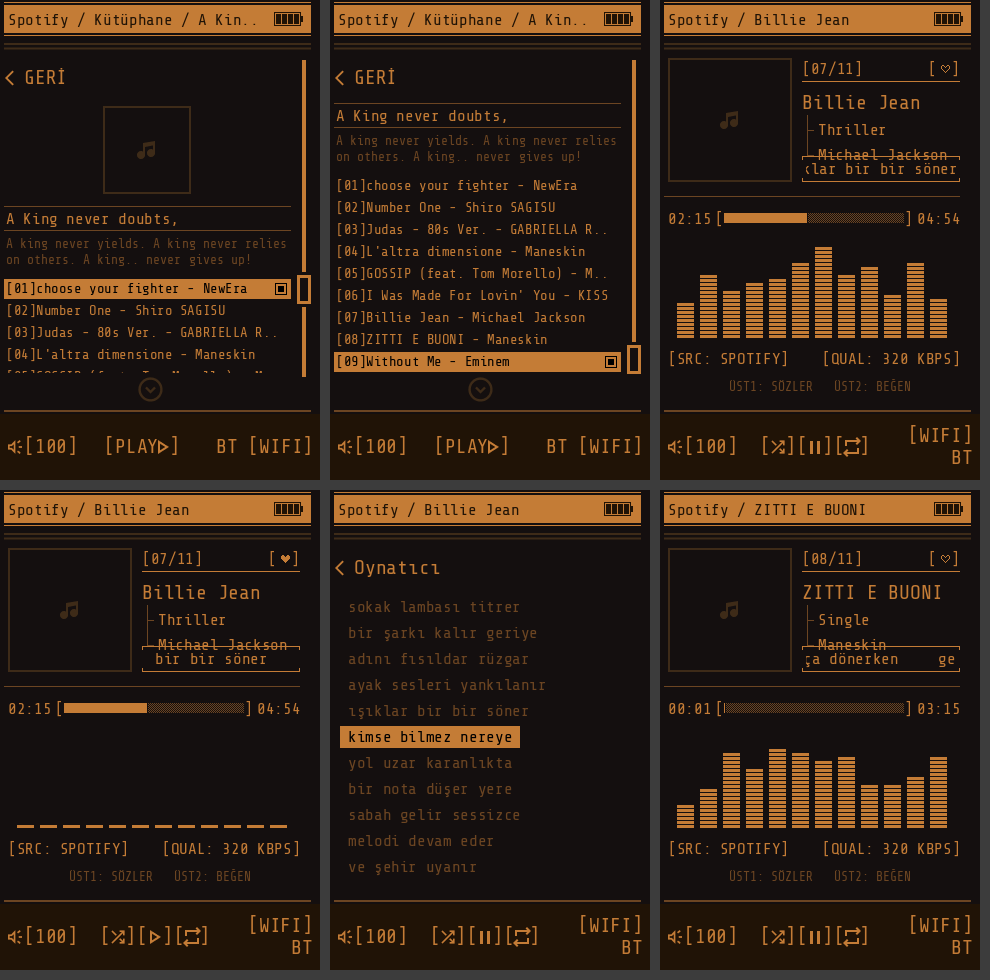 Spotify / Kütüphane / A Kin..
GERİ
A King never doubts,
A king never yields. A king never relies
on others. A king.. never gives up!
[01]choose your fighter - NewEra
[02]Number One - Shiro SAGISU
[03]Judas - 80s Ver. - GABRIELLA R..
[04]L'altra dimensione - Maneskin
[100] [PLAY] BT [WIFI]
Spotify / Kütüphane / A Kin..
GERİ
A King never doubts,
A king never yields. A king never relies
on others. A king.. never gives up!
[01]choose your fighter - NewEra
[02]Number One - Shiro SAGISU
[03]Judas - 80s Ver. - GABRIELLA R..
[04]L'altra dimensione - Maneskin
[05]GOSSIP (feat. Tom Morello) - M..
[06]I Was Made For Lovin' You - KISS
[07]Billie Jean - Michael Jackson
[08]ZITTI E BUONI - Maneskin
[09]Without Me - Eminem
[100] [PLAY] BT [WIFI]
Spotify / Billie Jean
[07/11] [♡]
Billie Jean
Thriller
Michael Jackson
klar bir bir söner
02:15 [ ] 04:54
[SRC: SPOTIFY] [QUAL: 320 KBPS]
ÜST1: SÖZLER ÜST2: BEĞEN
[100] [WIFI]
BT
Spotify / Billie Jean
[07/11] [♥]
Billie Jean
Thriller
Michael Jackson
bir bir söner
02:15 [ ] 04:54
[SRC: SPOTIFY] [QUAL: 320 KBPS]
ÜST1: SÖZLER ÜST2: BEĞEN
[100] [WIFI]
BT
Spotify / Billie Jean
Oynatıcı
sokak lambası titrer
bir şarkı kalır geriye
adını fısıldar rüzgar
ayak sesleri yankılanır
ışıklar bir bir söner
kimse bilmez nereye
yol uzar karanlıkta
bir nota düşer yere
sabah gelir sessizce
melodi devam eder
ve şehir uyanır
[100] [WIFI]
BT
Spotify / ZITTI E BUONI
[08/11] [♡]
ZITTI E BUONI
Single
Maneskin
ça dönerken ge
00:01 [ ] 03:15
[SRC: SPOTIFY] [QUAL: 320 KBPS]
ÜST1: SÖZLER ÜST2: BEĞEN
[100] [WIFI]
BT